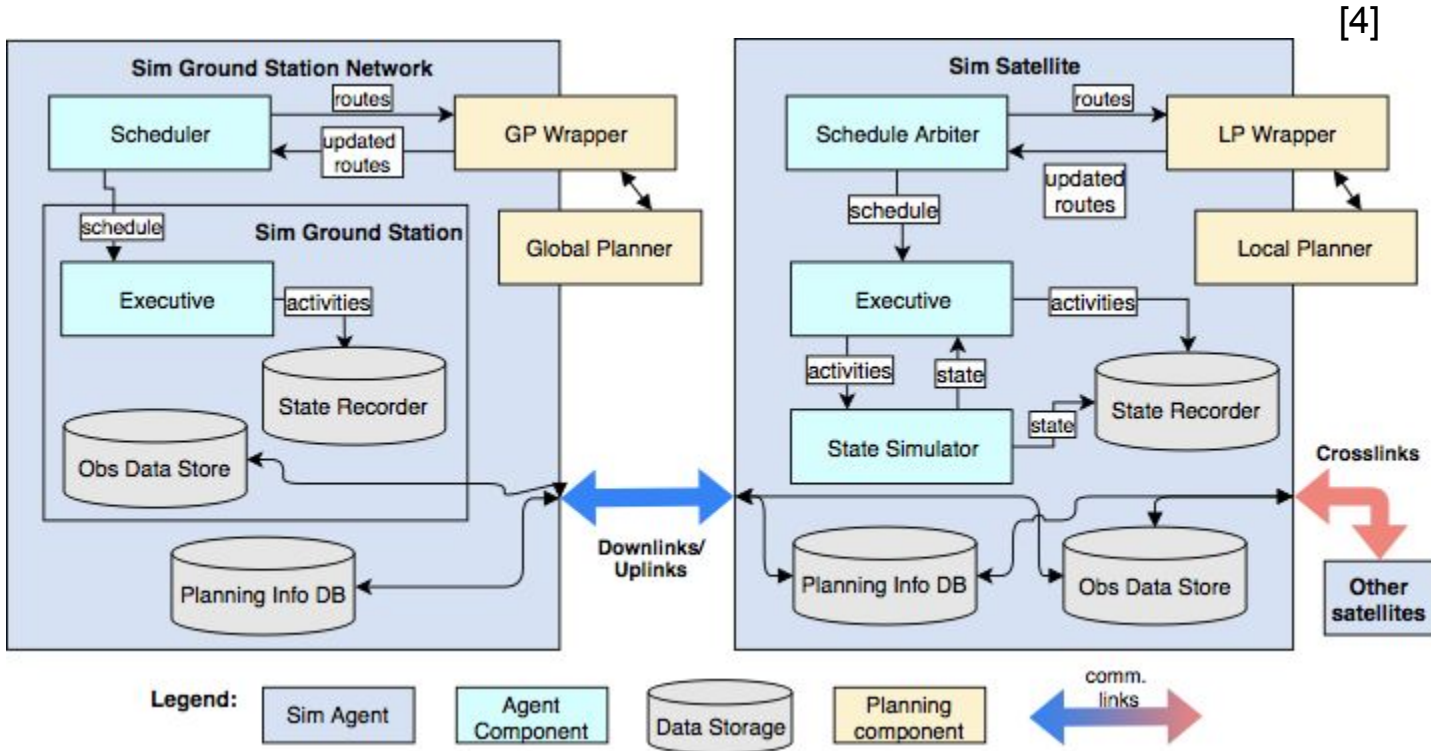 [4]
Sim Ground Station Network
routes
Scheduler
GP Wrapper
updated
routes
schedule
Sim Ground Station
Global Planner
Executive
activities
State Recorder
Obs Data Store
Planning Info DB
Downlinks/
Uplinks
Sim Satellite
routes
Schedule Arbiter
LP Wrapper
updated
routes
schedule
Local Planner
Executive
activities
activities
state
State Recorder
State Simulator
state
Crosslinks
Planning Info DB
Obs Data Store
Other
satellites
Legend:
Sim Agent
Agent
Component
Data Storage
Planning
component
comm.
links